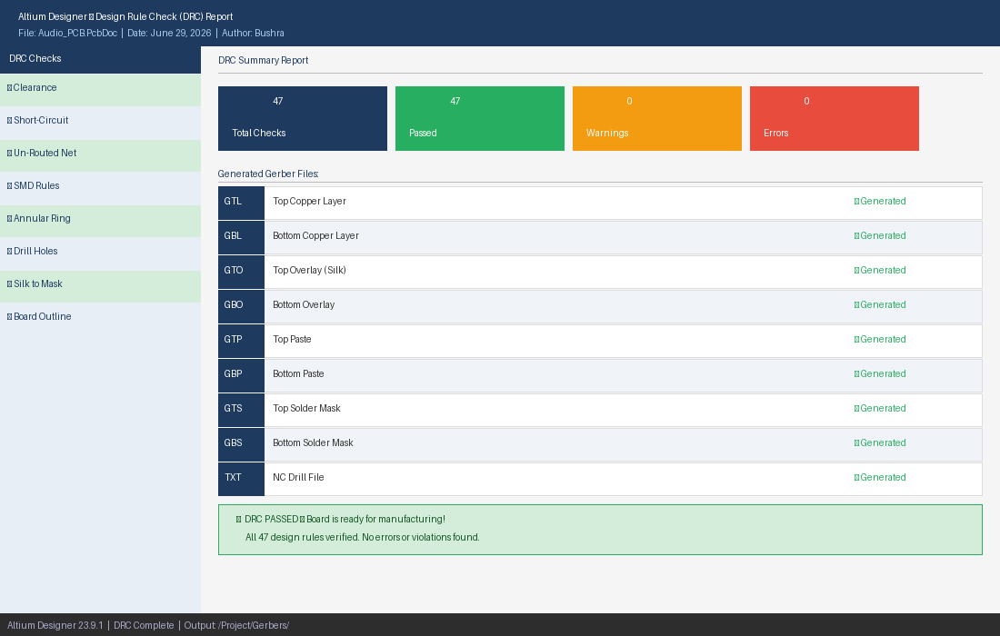 Altium Designer ▯ Design Rule Check (DRC) Report
File: Audio_PCB.PcbDoc | Date: June 29, 2026 | Author: Bushra
DRC Checks
▯ Clearance
▯ Short-Circuit
▯ Un-Routed Net
▯ SMD Rules
▯ Annular Ring
▯ Drill Holes
▯ Silk to Mask
▯ Board Outline
DRC Summary Report
47 47 0 0
Total Checks Passed Warnings Errors
Generated Gerber Files:
GTL Top Copper Layer ▯ Generated
GBL Bottom Copper Layer ▯ Generated
GTO Top Overlay (Silk) ▯ Generated
GBO Bottom Overlay ▯ Generated
GTP Top Paste ▯ Generated
GBP Bottom Paste ▯ Generated
GTS Top Solder Mask ▯ Generated
GBS Bottom Solder Mask ▯ Generated
TXT NC Drill File ▯ Generated
▯ DRC PASSED ▯ Board is ready for manufacturing!
All 47 design rules verified. No errors or violations found.
Altium Designer 23.9.1 | DRC Complete | Output: /Project/Gerbers/